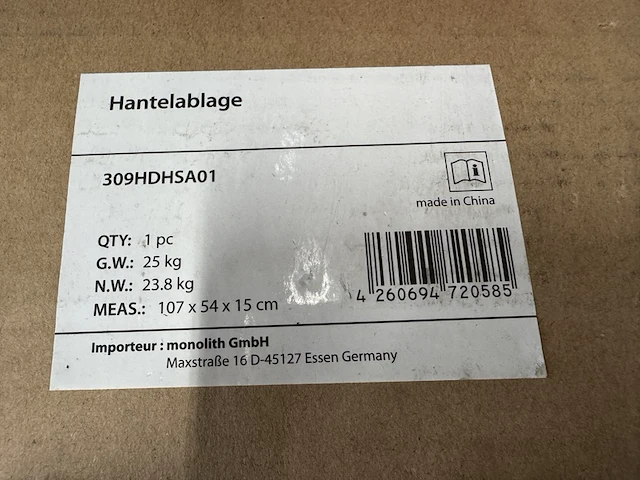 Hantelablage
309HDHSA01
made in China
QTY: 1 pc
G.W.: 25 kg
N.W.: 23.8 kg
MEAS.: 107 x 54 x 15 cm
4 260694 720585
Importeur : monolith GmbH
Maxstraße 16 D-45127 Essen Germany